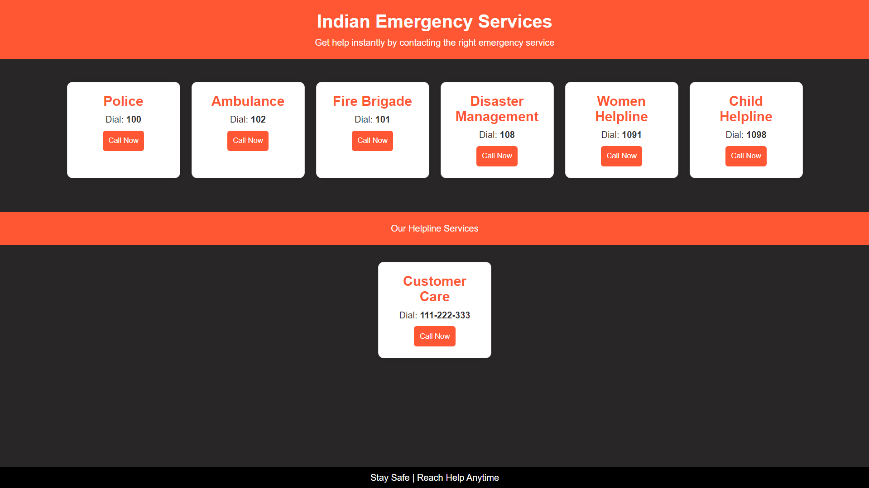 Indian Emergency Services
Get help instantly by contacting the right emergency service
Police
Dial: 100
Call Now
Ambulance
Dial: 102
Call Now
Fire Brigade
Dial: 101
Call Now
Disaster
Management
Dial: 108
Call Now
Women
Helpline
Dial: 1091
Call Now
Child
Helpline
Dial: 1098
Call Now
Our Helpline Services
Customer
Care
Dial: 111-222-333
Call Now
Stay Safe | Reach Help Anytime